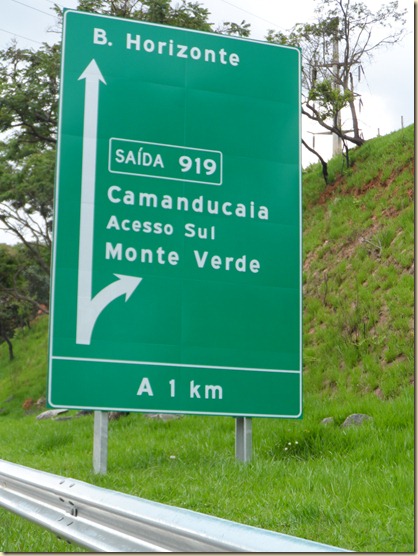 B. Horizonte
SAÍDA 919
Camanducaia
Acesso Sul
Monte Verde
A 1 km